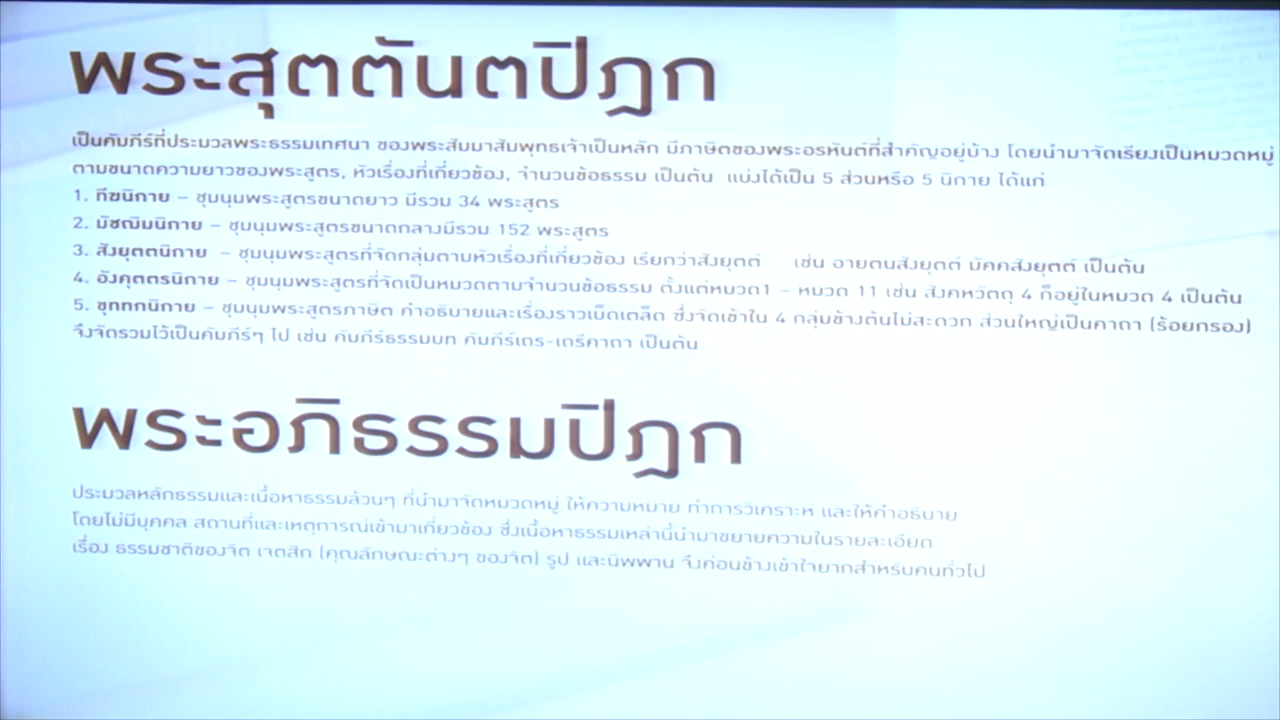 พระสุตตันตปิฎก
เป็นคัมภีร์ที่ประมวลพระธรรมเทศนา ของพระสัมมาสัมพุทธเจ้าเป็นหลัก มีภาษิตของพระอรหันต์ที่สำคัญอยู่บ้าง โดยนำมาจัดเรียงเป็นหมวดหมู่
ตามขนาดความยาวของพระสูตร, หัวเรื่องที่เกี่ยวข้อง, จำนวนข้อธรรม เป็นต้น แบ่งได้เป็น 5 ส่วนหรือ 5 นิกาย ได้แก่
1. ทีฆนิกาย – ชุมนุมพระสูตรขนาดยาว มีรวม 34 พระสูตร
2. มัชฌิมนิกาย – ชุมนุมพระสูตรขนาดกลางมีรวม 152 พระสูตร
3. สังยุตตนิกาย – ชุมนุมพระสูตรที่จัดกลุ่มตามหัวเรื่องที่เกี่ยวข้อง เรียกว่าสังยุตต์ เช่น อายตนสังยุตต์ มัคคสังยุตต์ เป็นต้น
4. อังคุตตรนิกาย – ชุมนุมพระสูตรที่จัดเป็นหมวดตามจำนวนข้อธรรม ตั้งแต่หมวด1 – หมวด 11 เช่น สังคหวัตถุ 4 ก็อยู่ในหมวด 4 เป็นต้น
5. ขุททกนิกาย – ชุมนุมพระสูตรภาษิต คำอธิบายและเรื่องราวเบ็ดเตล็ด ซึ่งจัดเข้าใน 4 กลุ่มข้างต้นไม่สะดวก ส่วนใหญ่เป็นคาถา (ร้อยกรอง)
จึงจัดรวมไว้เป็นคัมภีร์ๆ ไป เช่น คัมภีร์ธรรมบท คัมภีร์เถร-เถรีคาถา เป็นต้น
พระอภิธรรมปิฎก
ประมวลหลักธรรมและเนื้อหาธรรมล้วนๆ ที่นำมาจัดหมวดหมู่ ให้ความหมาย ทำการวิเคราะห์ และให้คำอธิบาย
โดยไม่มีบุคคล สถานที่และเหตุการณ์เข้ามาเกี่ยวข้อง ซึ่งเนื้อหาธรรมเหล่านี้นำมาขยายความในรายละเอียด
เรื่อง ธรรมชาติของจิต เจตสิก (คุณลักษณะต่างๆ ของจิต) รูป และนิพพาน จึงค่อนข้างเข้าใจยากสำหรับคนทั่วไป